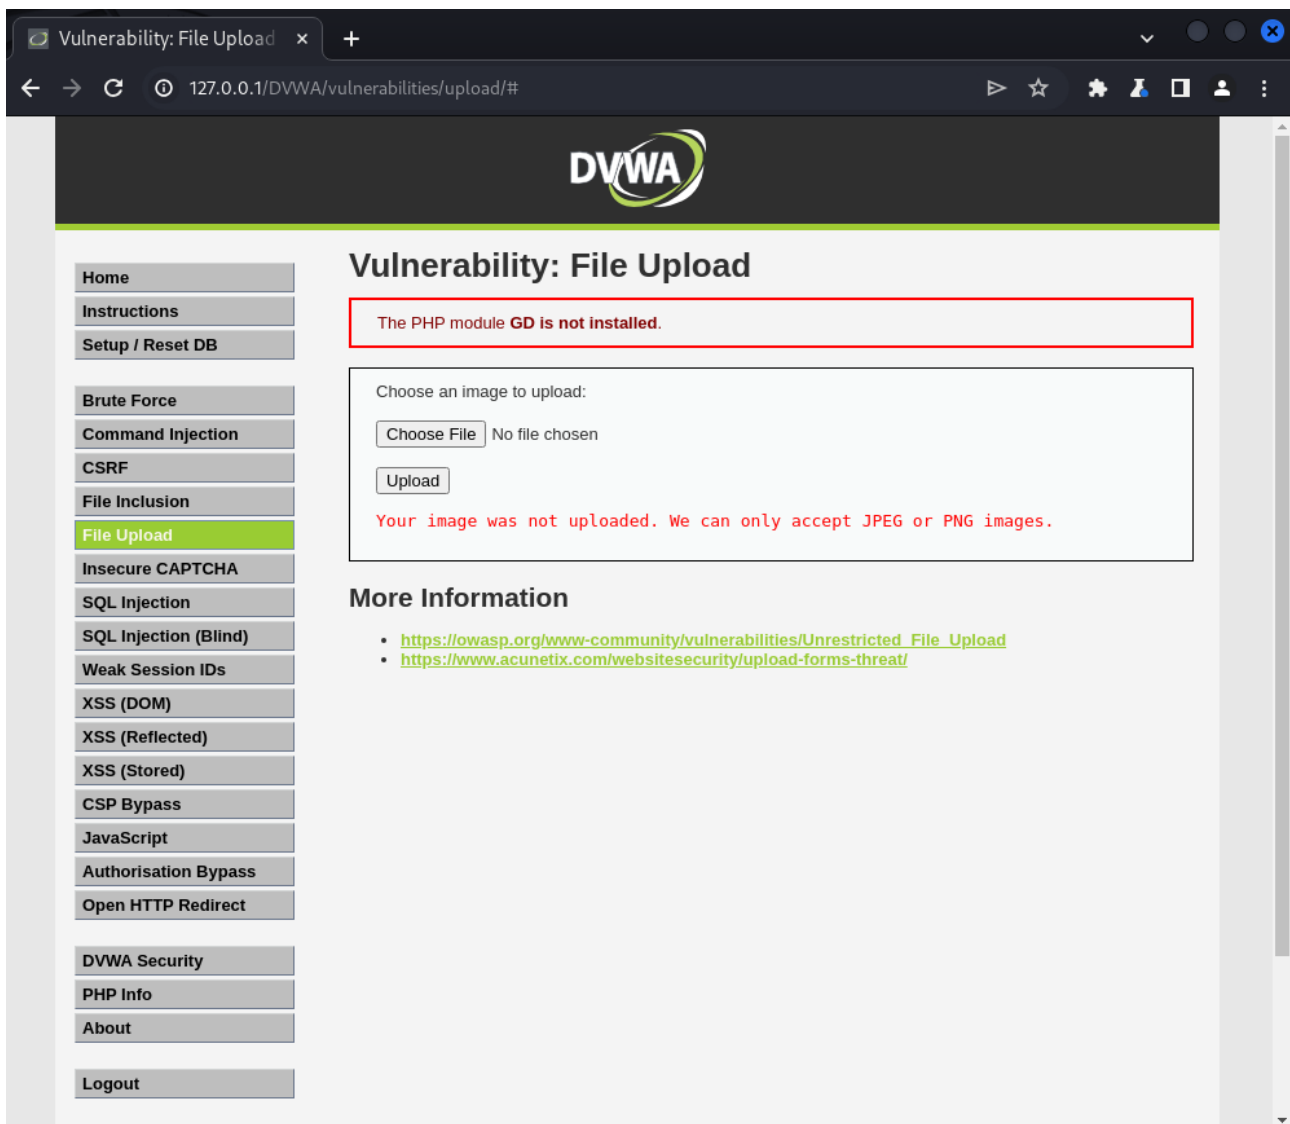 Vulnerability: File Upload
127.0.0.1/DVWA/vulnerabilities/upload/#
DVWA
Home
Instructions
Setup / Reset DB
Brute Force
Command Injection
CSRF
File Inclusion
File Upload
Insecure CAPTCHA
SQL Injection
SQL Injection (Blind)
Weak Session IDs
XSS (DOM)
XSS (Reflected)
XSS (Stored)
CSP Bypass
JavaScript
Authorisation Bypass
Open HTTP Redirect
DVWA Security
PHP Info
About
Logout
Vulnerability: File Upload
The PHP module GD is not installed.
Choose an image to upload:
Choose File No file chosen
Upload
Your image was not uploaded. We can only accept JPEG or PNG images.
More Information
https://owasp.org/www-community/vulnerabilities/Unrestricted_File_Upload
https://www.acunetix.com/websitesecurity/upload-forms-threat/